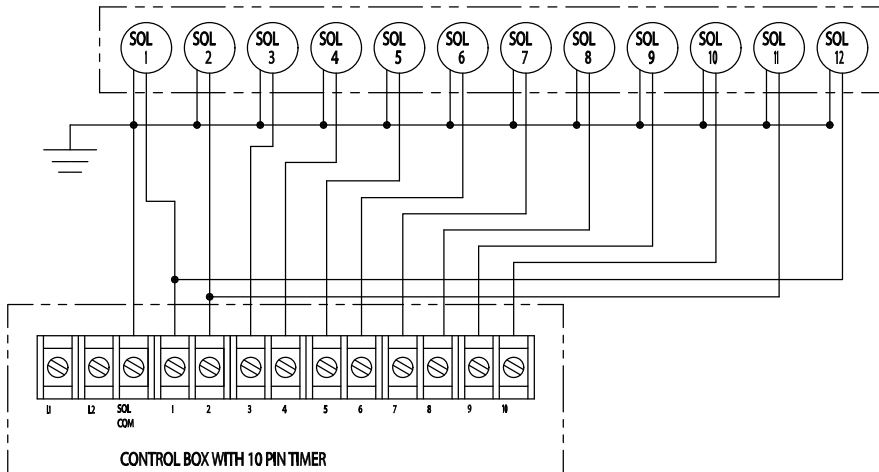 SOL 1
SOL 2
SOL 3
SOL 4
SOL 5
SOL 6
SOL 7
SOL 8
SOL 9
SOL 10
SOL 11
SOL 12
L1
L2
SOL
COM
1
2
3
4
5
6
7
8
9
10
CONTROL BOX WITH 10 PIN TIMER